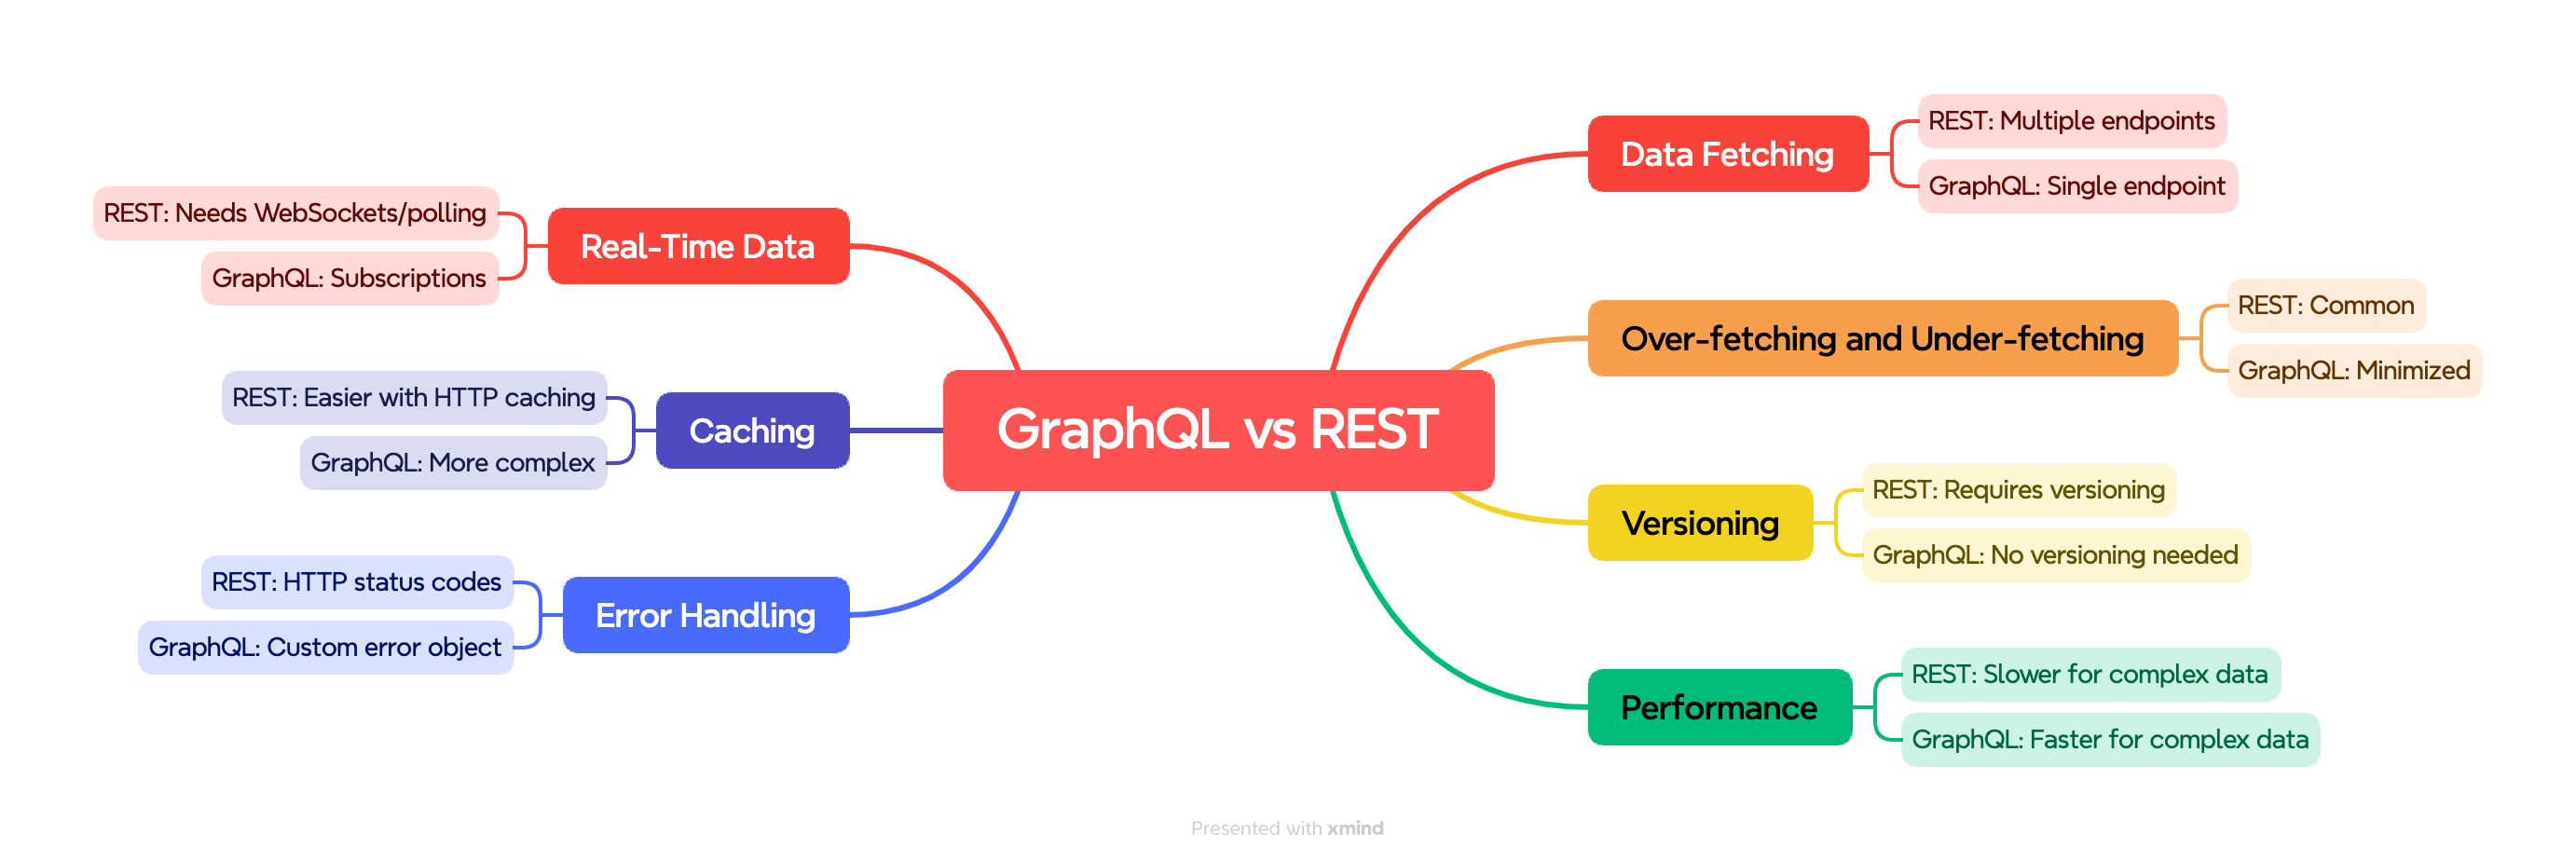 GraphQL vs REST
Data Fetching
REST: Multiple endpoints
GraphQL: Single endpoint
Over-fetching and Under-fetching
REST: Common
GraphQL: Minimized
Versioning
REST: Requires versioning
GraphQL: No versioning needed
Performance
REST: Slower for complex data
GraphQL: Faster for complex data
Real-Time Data
REST: Needs WebSockets/polling
GraphQL: Subscriptions
Caching
REST: Easier with HTTP caching
GraphQL: More complex
Error Handling
REST: HTTP status codes
GraphQL: Custom error object
Presented with xmind